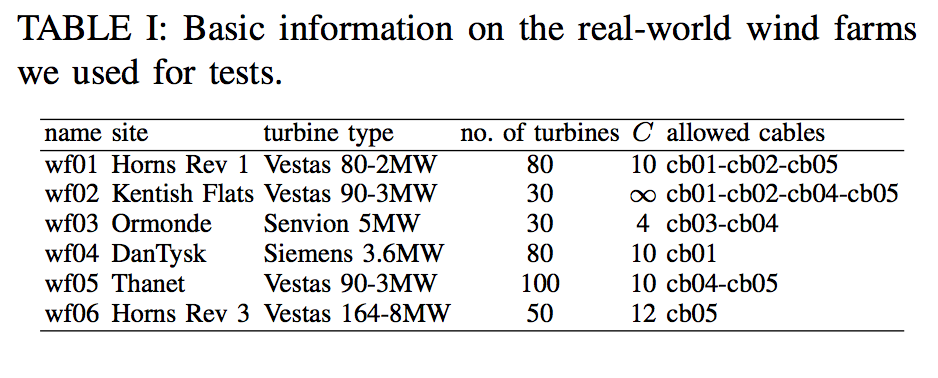 TABLE I: Basic information on the real-world wind farms
we used for tests.
name site turbine type no. of turbines C allowed cables
wf01 Horns Rev 1 Vestas 80-2MW 80 10 cb01-cb02-cb05
wf02 Kentish Flats Vestas 90-3MW 30 ∞ cb01-cb02-cb04-cb05
wf03 Ormonde Senvion 5MW 30 4 cb03-cb04
wf04 DanTysk Siemens 3.6MW 80 10 cb01
wf05 Thanet Vestas 90-3MW 100 10 cb04-cb05
wf06 Horns Rev 3 Vestas 164-8MW 50 12 cb05